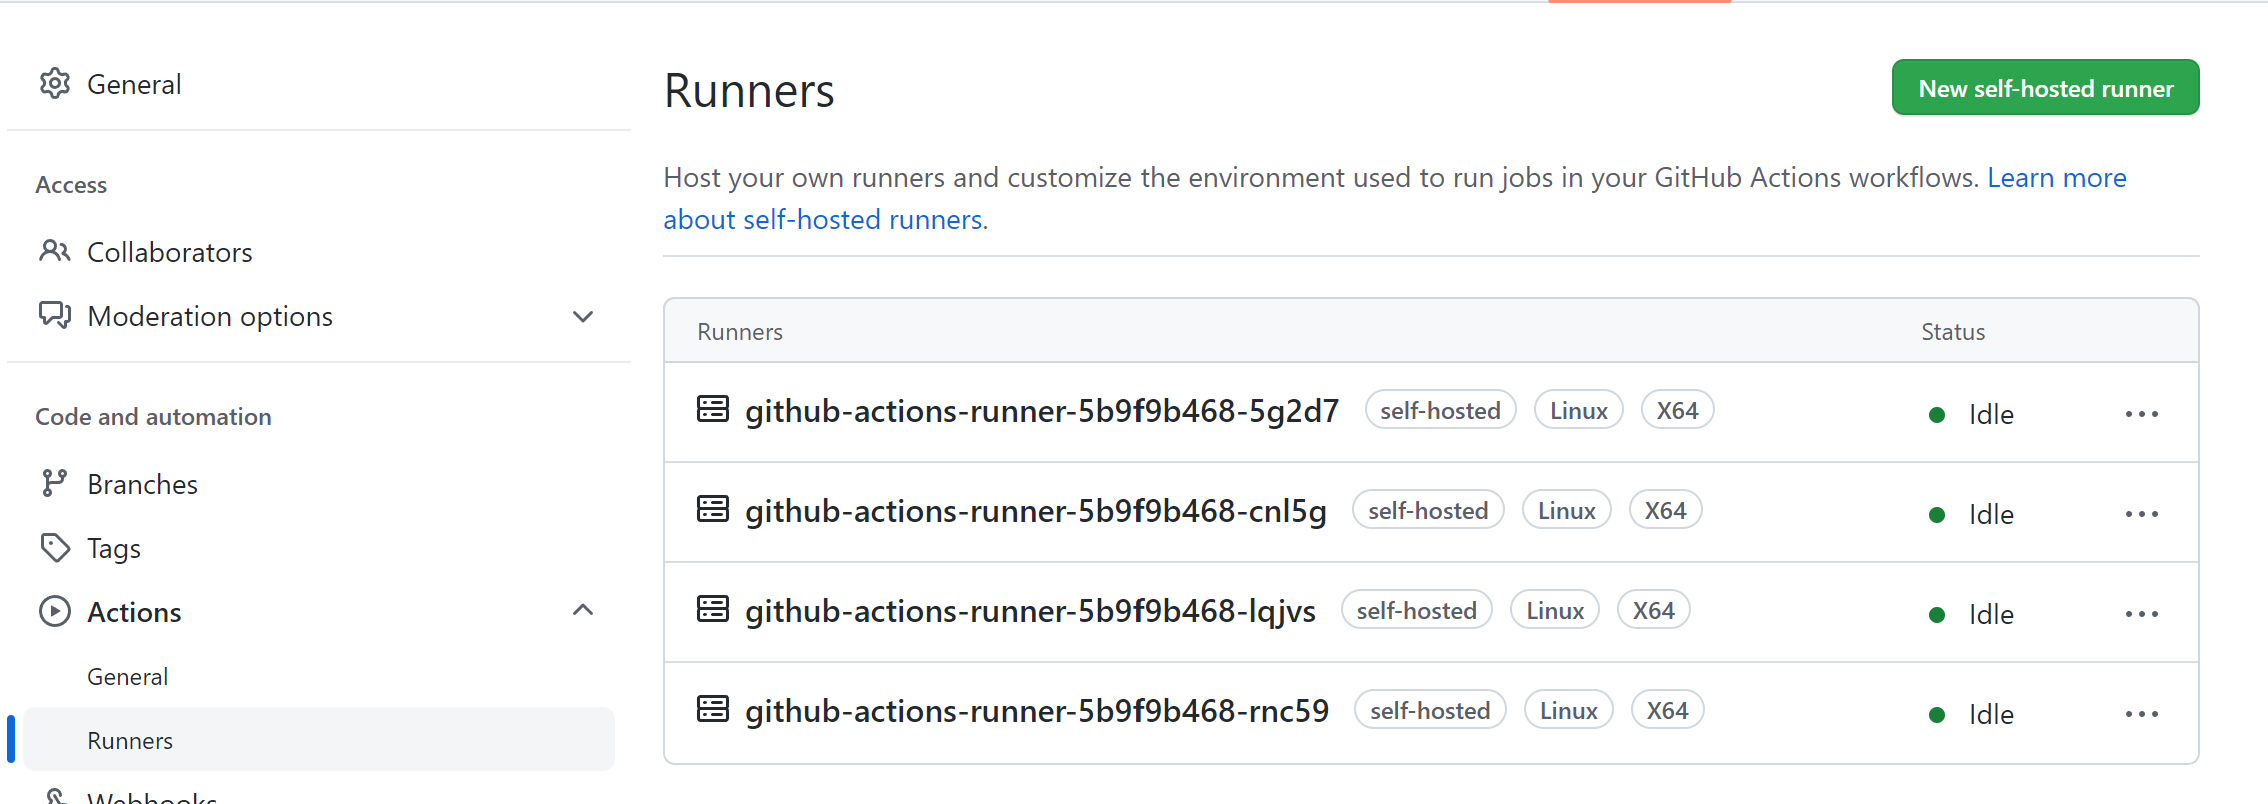 General
Access
Collaborators
Moderation options
Code and automation
Branches
Tags
Actions
General
Runners
Webhooks
Runners
New self-hosted runner
Host your own runners and customize the environment used to run jobs in your GitHub Actions workflows. Learn more
about self-hosted runners.
Runners Status
github-actions-runner-5b9f9b468-5g2d7 self-hosted Linux X64 Idle
github-actions-runner-5b9f9b468-cnl5g self-hosted Linux X64 Idle
github-actions-runner-5b9f9b468-lqjvs self-hosted Linux X64 Idle
github-actions-runner-5b9f9b468-rnc59 self-hosted Linux X64 Idle